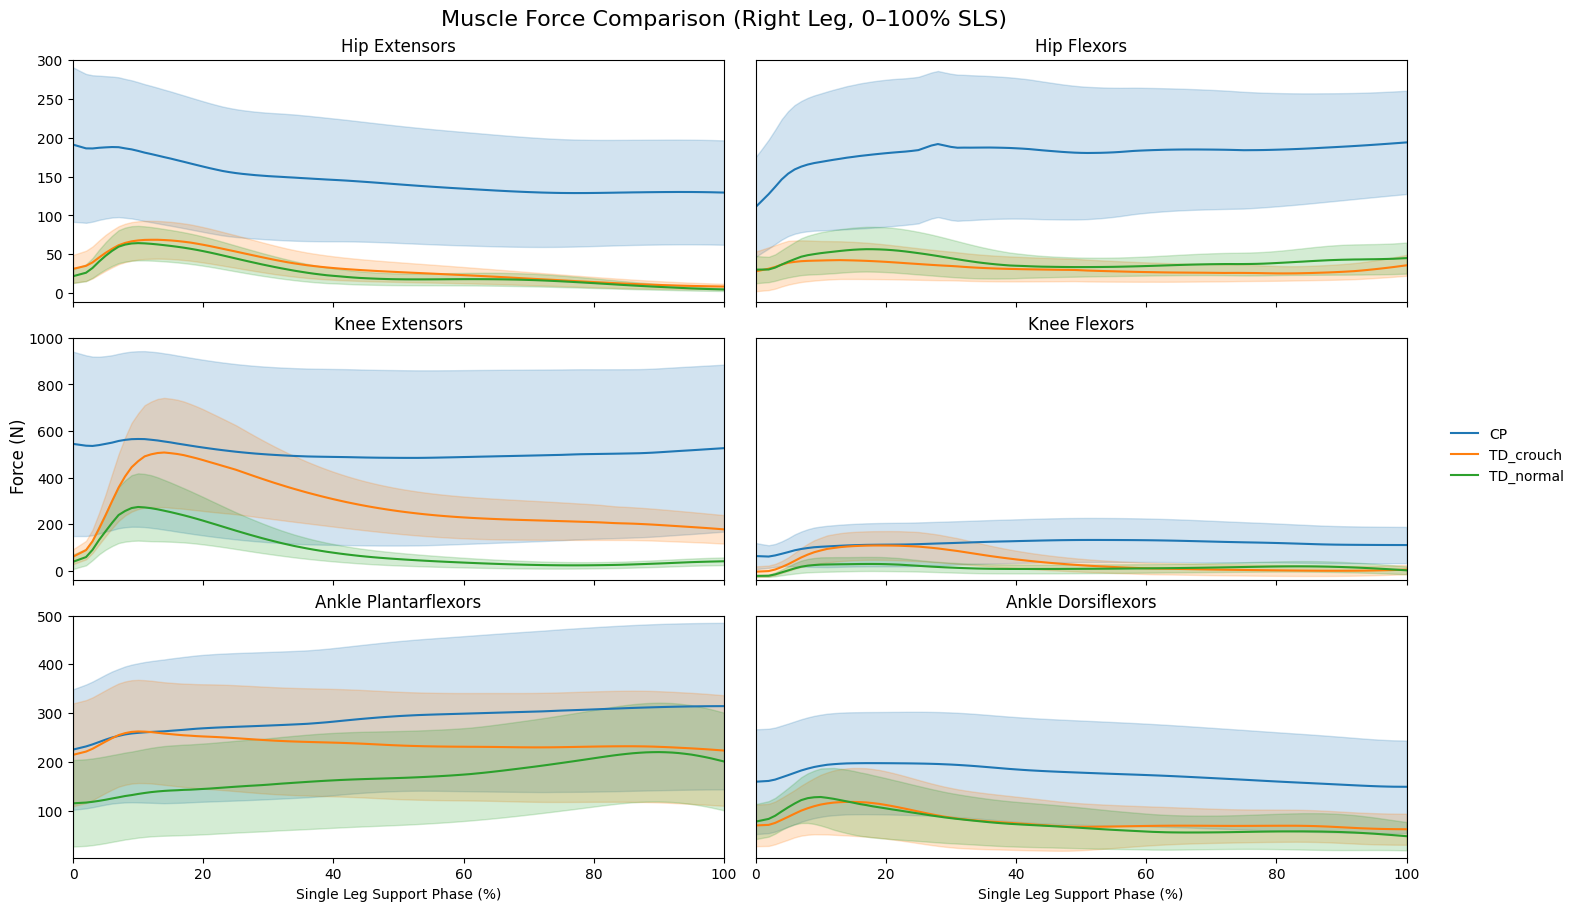 Muscle Force Comparison (Right Leg, 0–100% SLS)
Hip Extensors
Hip Flexors
300
250
200
150
100
50
0
Knee Extensors
Knee Flexors
1000
800
600
400
200
0
Force (N)
CP
TD_crouch
TD_normal
Ankle Plantarflexors
Ankle Dorsiflexors
500
400
300
200
100
0 20 40 60 80 100
0 20 40 60 80 100
Single Leg Support Phase (%)
Single Leg Support Phase (%)